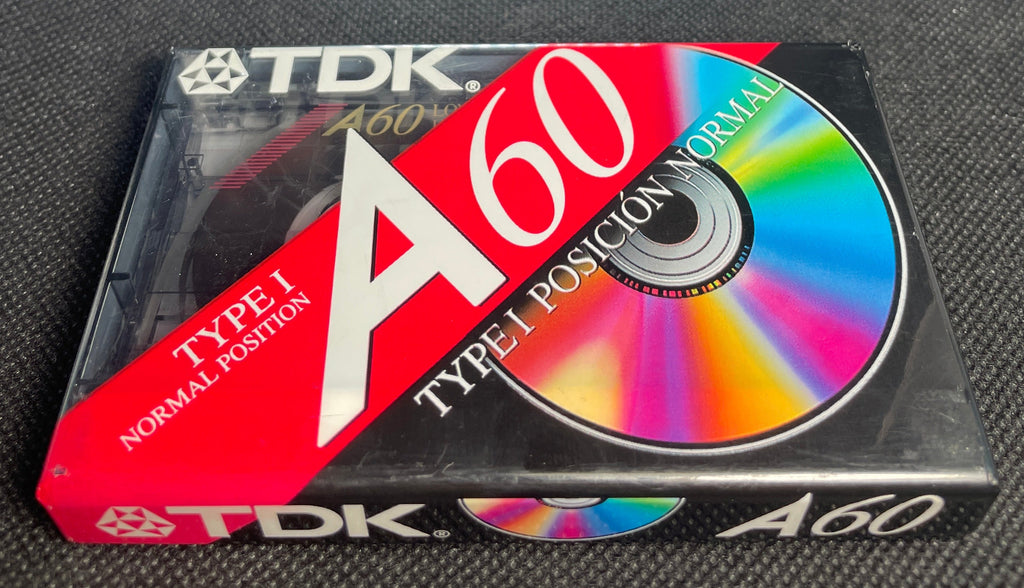 TDK®
A60
A60
TYPE I
NORMAL POSITION
TYPE I POSICIÓN NORMAL
TDK®
A60